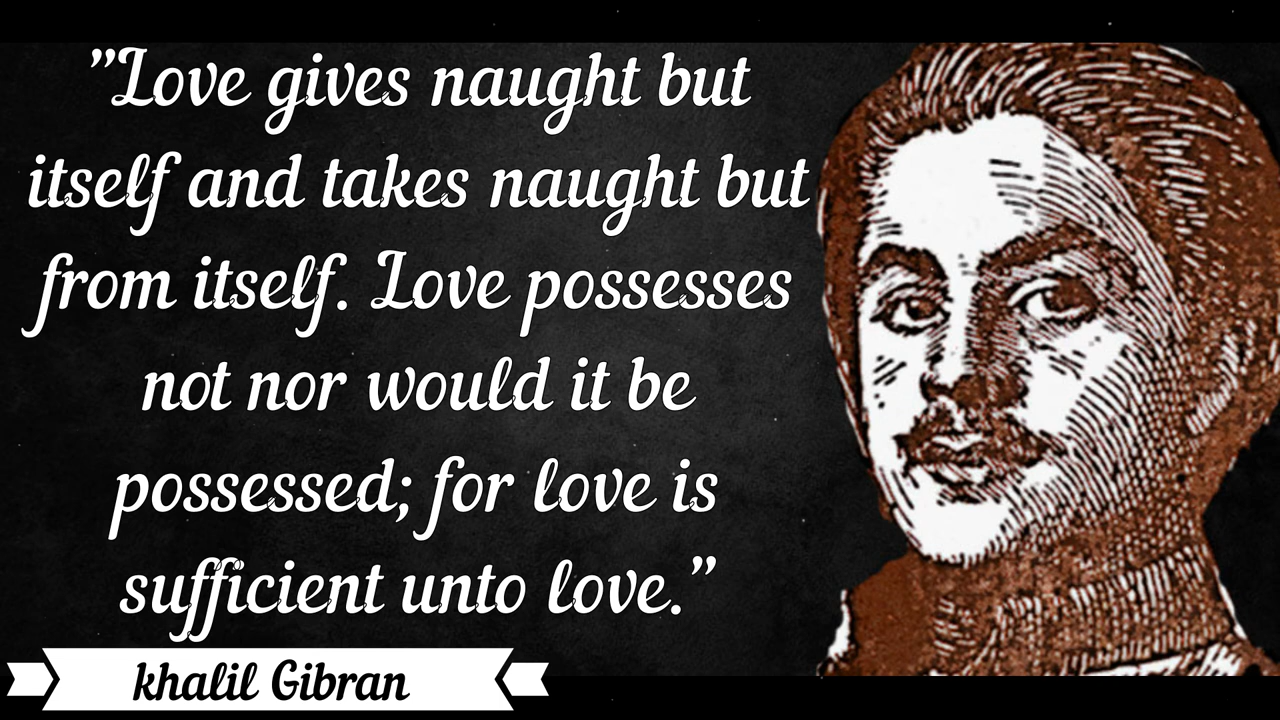 ”Love gives naught but
itself and takes naught but
from itself. Love possesses
not nor would it be
possessed; for love is
sufficient unto love.”
khalil Gibran